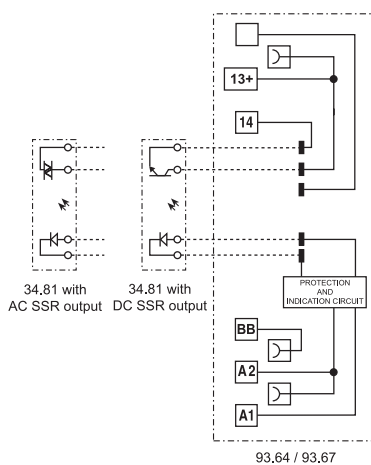 13+
14
34.81 with
AC SSR output
34.81 with
DC SSR output
PROTECTION
AND
INDICATION CIRCUIT
BB
A2
A1
93.64 / 93.67